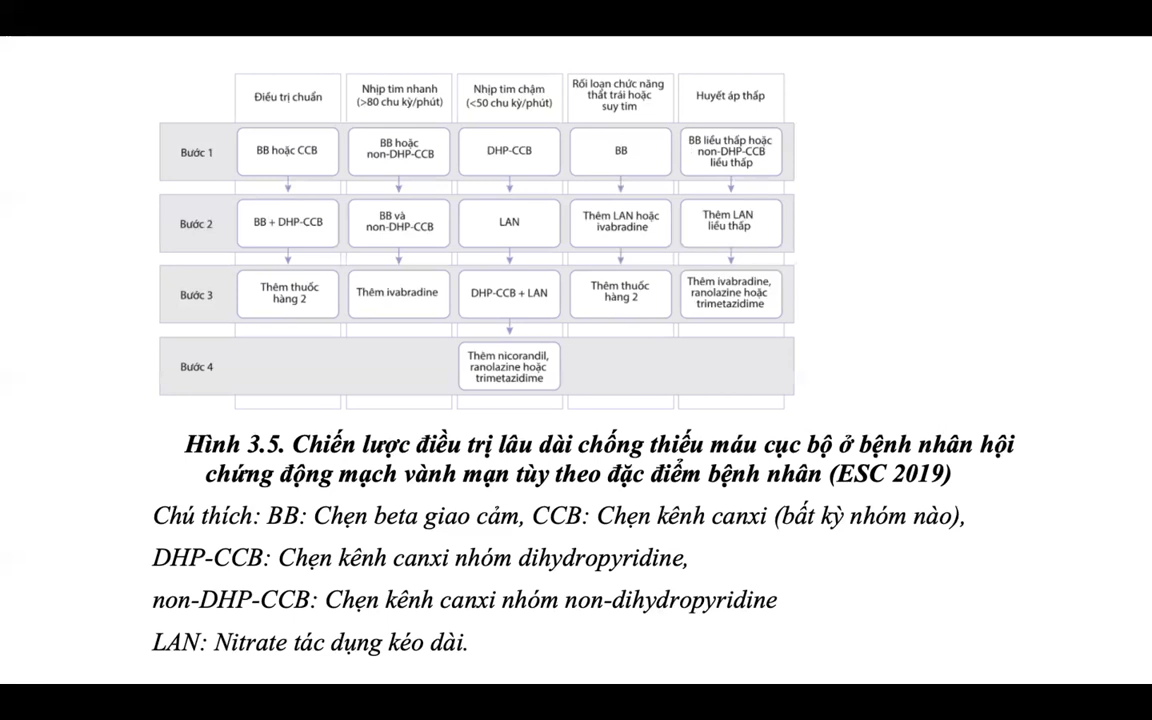 Điều trị chuẩn
Nhịp tim nhanh
(>80 chu kỳ/phút)
Nhịp tim chậm
(<50 chu kỳ/phút)
Rối loạn chức năng
thất trái hoặc
suy tim
Huyết áp thấp
Bước 1
BB hoặc CCB
BB hoặc
non-DHP-CCB
DHP-CCB
BB
BB liều thấp hoặc
non-DHP-CCB
liều thấp
Bước 2
BB + DHP-CCB
BB và
non-DHP-CCB
LAN
Thêm LAN hoặc
ivabradine
Thêm LAN
liều thấp
Bước 3
Thêm thuốc
hàng 2
Thêm ivabradine
DHP-CCB + LAN
Thêm thuốc
hàng 2
Thêm ivabradine,
ranolazine hoặc
trimetazidime
Bước 4
Thêm nicorandil,
ranolazine hoặc
trimetazidime
Hình 3.5. Chiến lược điều trị lâu dài chống thiếu máu cục bộ ở bệnh nhân hội
chứng động mạch vành mạn tùy theo đặc điểm bệnh nhân (ESC 2019)
Chú thích: BB: Chẹn beta giao cảm, CCB: Chẹn kênh canxi (bất kỳ nhóm nào),
DHP-CCB: Chẹn kênh canxi nhóm dihydropyridine,
non-DHP-CCB: Chẹn kênh canxi nhóm non-dihydropyridine
LAN: Nitrate tác dụng kéo dài.